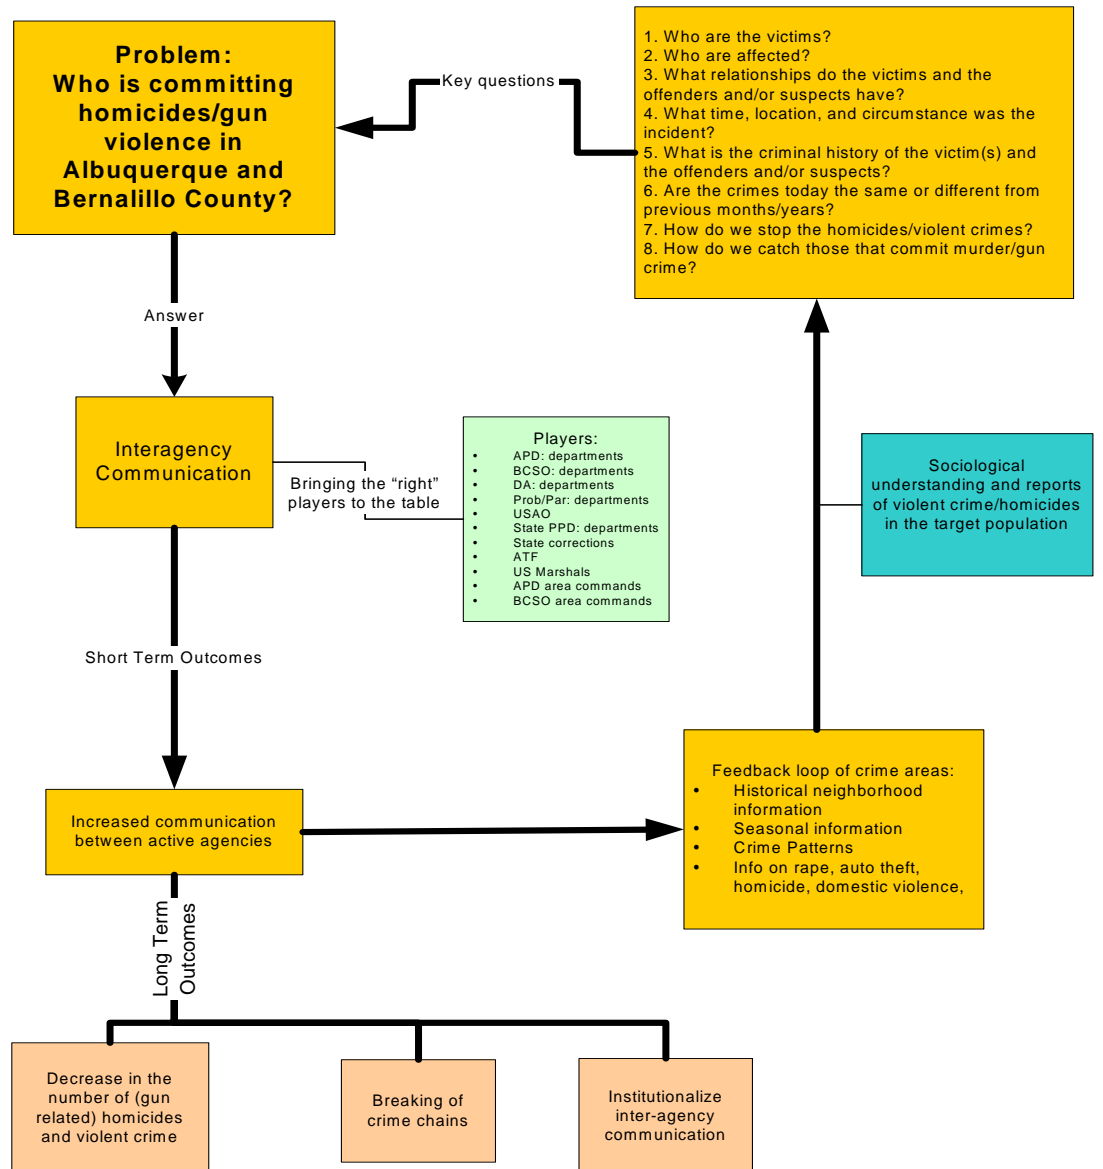 Problem:
Who is committing
homicides/gun
violence in
Albuquerque and
Bernalillo County?
Key questions
1. Who are the victims?
2. Who are affected?
3. What relationships do the victims and the
offenders and/or suspects have?
4. What time, location, and circumstance was the
incident?
5. What is the criminal history of the victim(s) and
the offenders and/or suspects?
6. Are the crimes today the same or different from
previous months/years?
7. How do we stop the homicides/violent crimes?
8. How do we catch those that commit murder/gun
crime?
Answer
Interagency
Communication
Bringing the “right”
players to the table
Players:
• APD: departments
• BCSO: departments
• DA: departments
• Prob/Par: departments
• USAO
• State PPD: departments
• State corrections
• ATF
• US Marshals
• APD area commands
• BCSO area commands
Sociological
understanding and reports
of violent crime/homicides
in the target population
Short Term Outcomes
Increased communication
between active agencies
Feedback loop of crime areas:
• Historical neighborhood
information
• Seasonal information
• Crime Patterns
• Info on rape, auto theft,
homicide, domestic violence,
Long Term
Outcomes
Decrease in the
number of (gun
related) homicides
and violent crime
Breaking of
crime chains
Institutionalize
inter-agency
communication